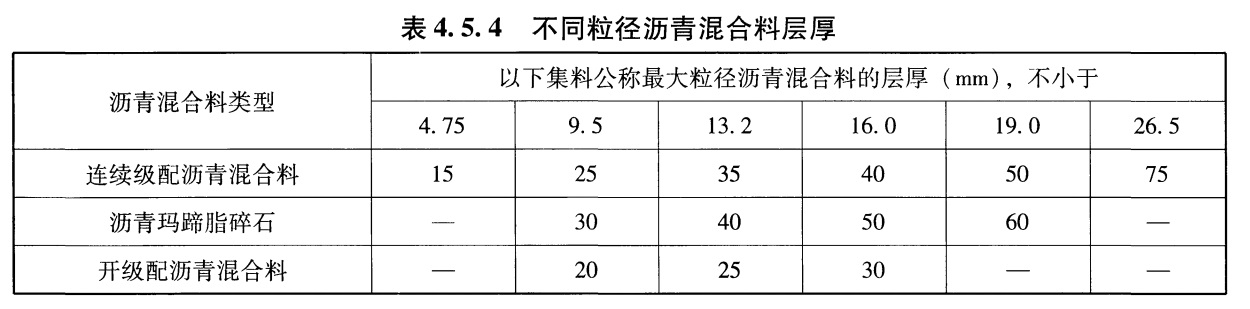 表 4.5.4 不同粒径沥青混合料层厚
沥青混合料类型 以下集料公称最大粒径沥青混合料的层厚（mm），不小于
4.75 9.5 13.2 16.0 19.0 26.5
连续级配沥青混合料 15 25 35 40 50 75
沥青玛蹄脂碎石 — 30 40 50 60 —
开级配沥青混合料 — 20 25 30 — —